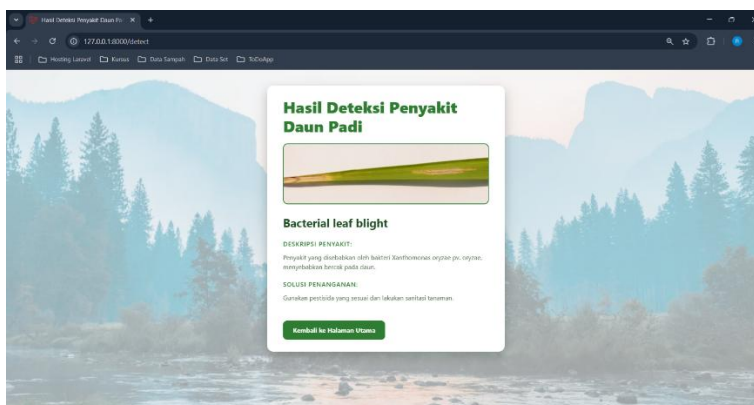 Hasil Deteksi Penyakit Daun Pa
127.0.0.1:8000/detect
Hosting Laravel
Kursus
Data Sampah
Data Set
ToDoApp
Hasil Deteksi Penyakit
Daun Padi
Bacterial leaf blight
DESKRIPSI PENYAKIT:
Penyakit yang disebabkan oleh bakteri Xanthomonas oryzae pv. oryzae,
menyebabkan bercak pada daun.
SOLUSI PENANGANAN:
Gunakan pestisida yang sesuai dan lakukan sanitasi tanaman.
Kembali ke Halaman Utama